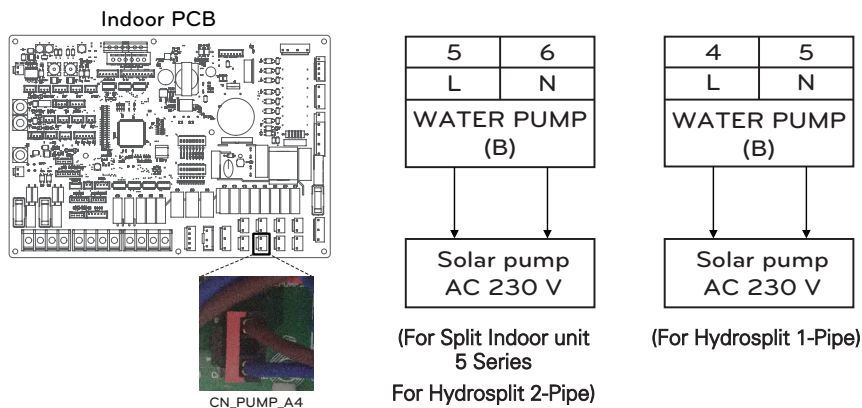 Indoor PCB
CN_PUMP_A4
5 6
L N
WATER PUMP
(B)
Solar pump
AC 230 V
(For Split Indoor unit
5 Series
For Hydrosplit 2-Pipe)
4 5
L N
WATER PUMP
(B)
Solar pump
AC 230 V
(For Hydrosplit 1-Pipe)